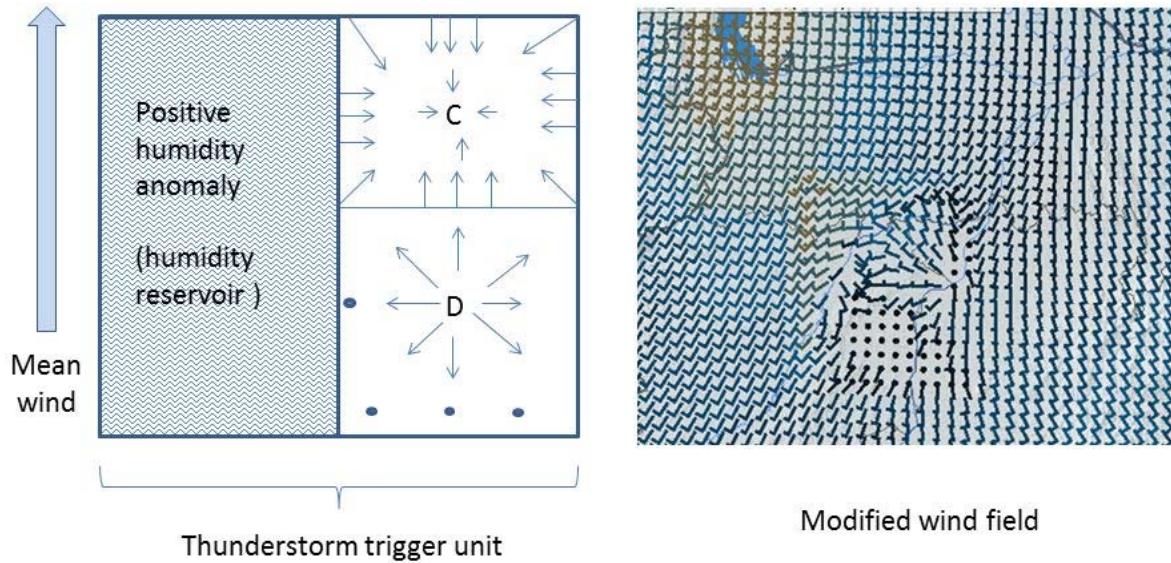 Positive
humidity
anomaly
(humidity
reservoir )
C
D
Mean
wind
Thunderstorm trigger unit
Modified wind field